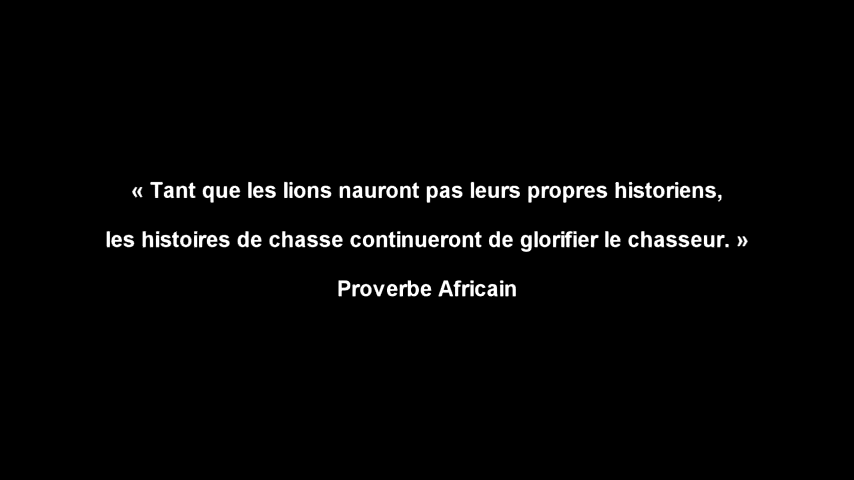 « Tant que les lions nauront pas leurs propres historiens,
les histoires de chasse continueront de glorifier le chasseur. »
Proverbe Africain